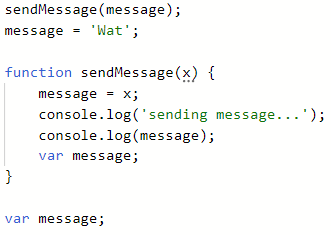 sendMessage(message);
message = 'Wat';

function sendMessage(x) {
    message = x;
    console.log('sending message...');
    console.log(message);
    var message;
}

var message;